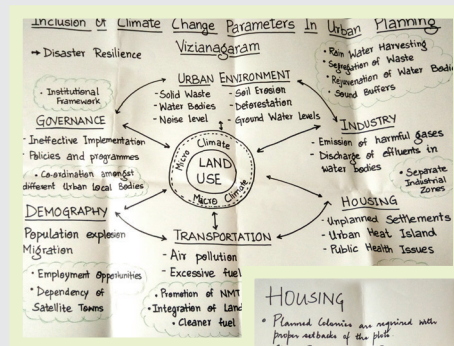 Inclusion Of Climate Change Parameters In Urban Planning
→ Disaster Resilience
Vizianagaram
• Rain Water Harvesting
• Segregation of Waste
• Rejuvenation of Water Bodi
• Sound Buffers
• Institutional Framework
URBAN ENVIRONMENT
- Solid Waste
- Water Bodies
- Noise level
- Soil Erosion
- Deforestation
- Ground Water Levels
GOVERNANCE
- Ineffective Implementation
- Policies and programmes
• Co-ordination amongst
different Urban Local Bodies
Micro Climate
LAND
USE
Micro Climate
INDUSTRY
- Emission of harmful gases
- Discharge of effluents in
water bodies
• Separate
Industrial
Zones
DEMOGRAPHY
Population explosion
Migration
• Employment Opportunities
• Dependency of
Satellite Towns
TRANSPORTATION
- Air pollution
- Excessive fuel
• Promotion of NMT
• Integration of Land
• Cleaner fuel
HOUSING
- Unplanned Settlements
- Urban Heat Island
- Public Health Issues
HOUSING
• Planned Colonies are required with
proper setbacks of the plots